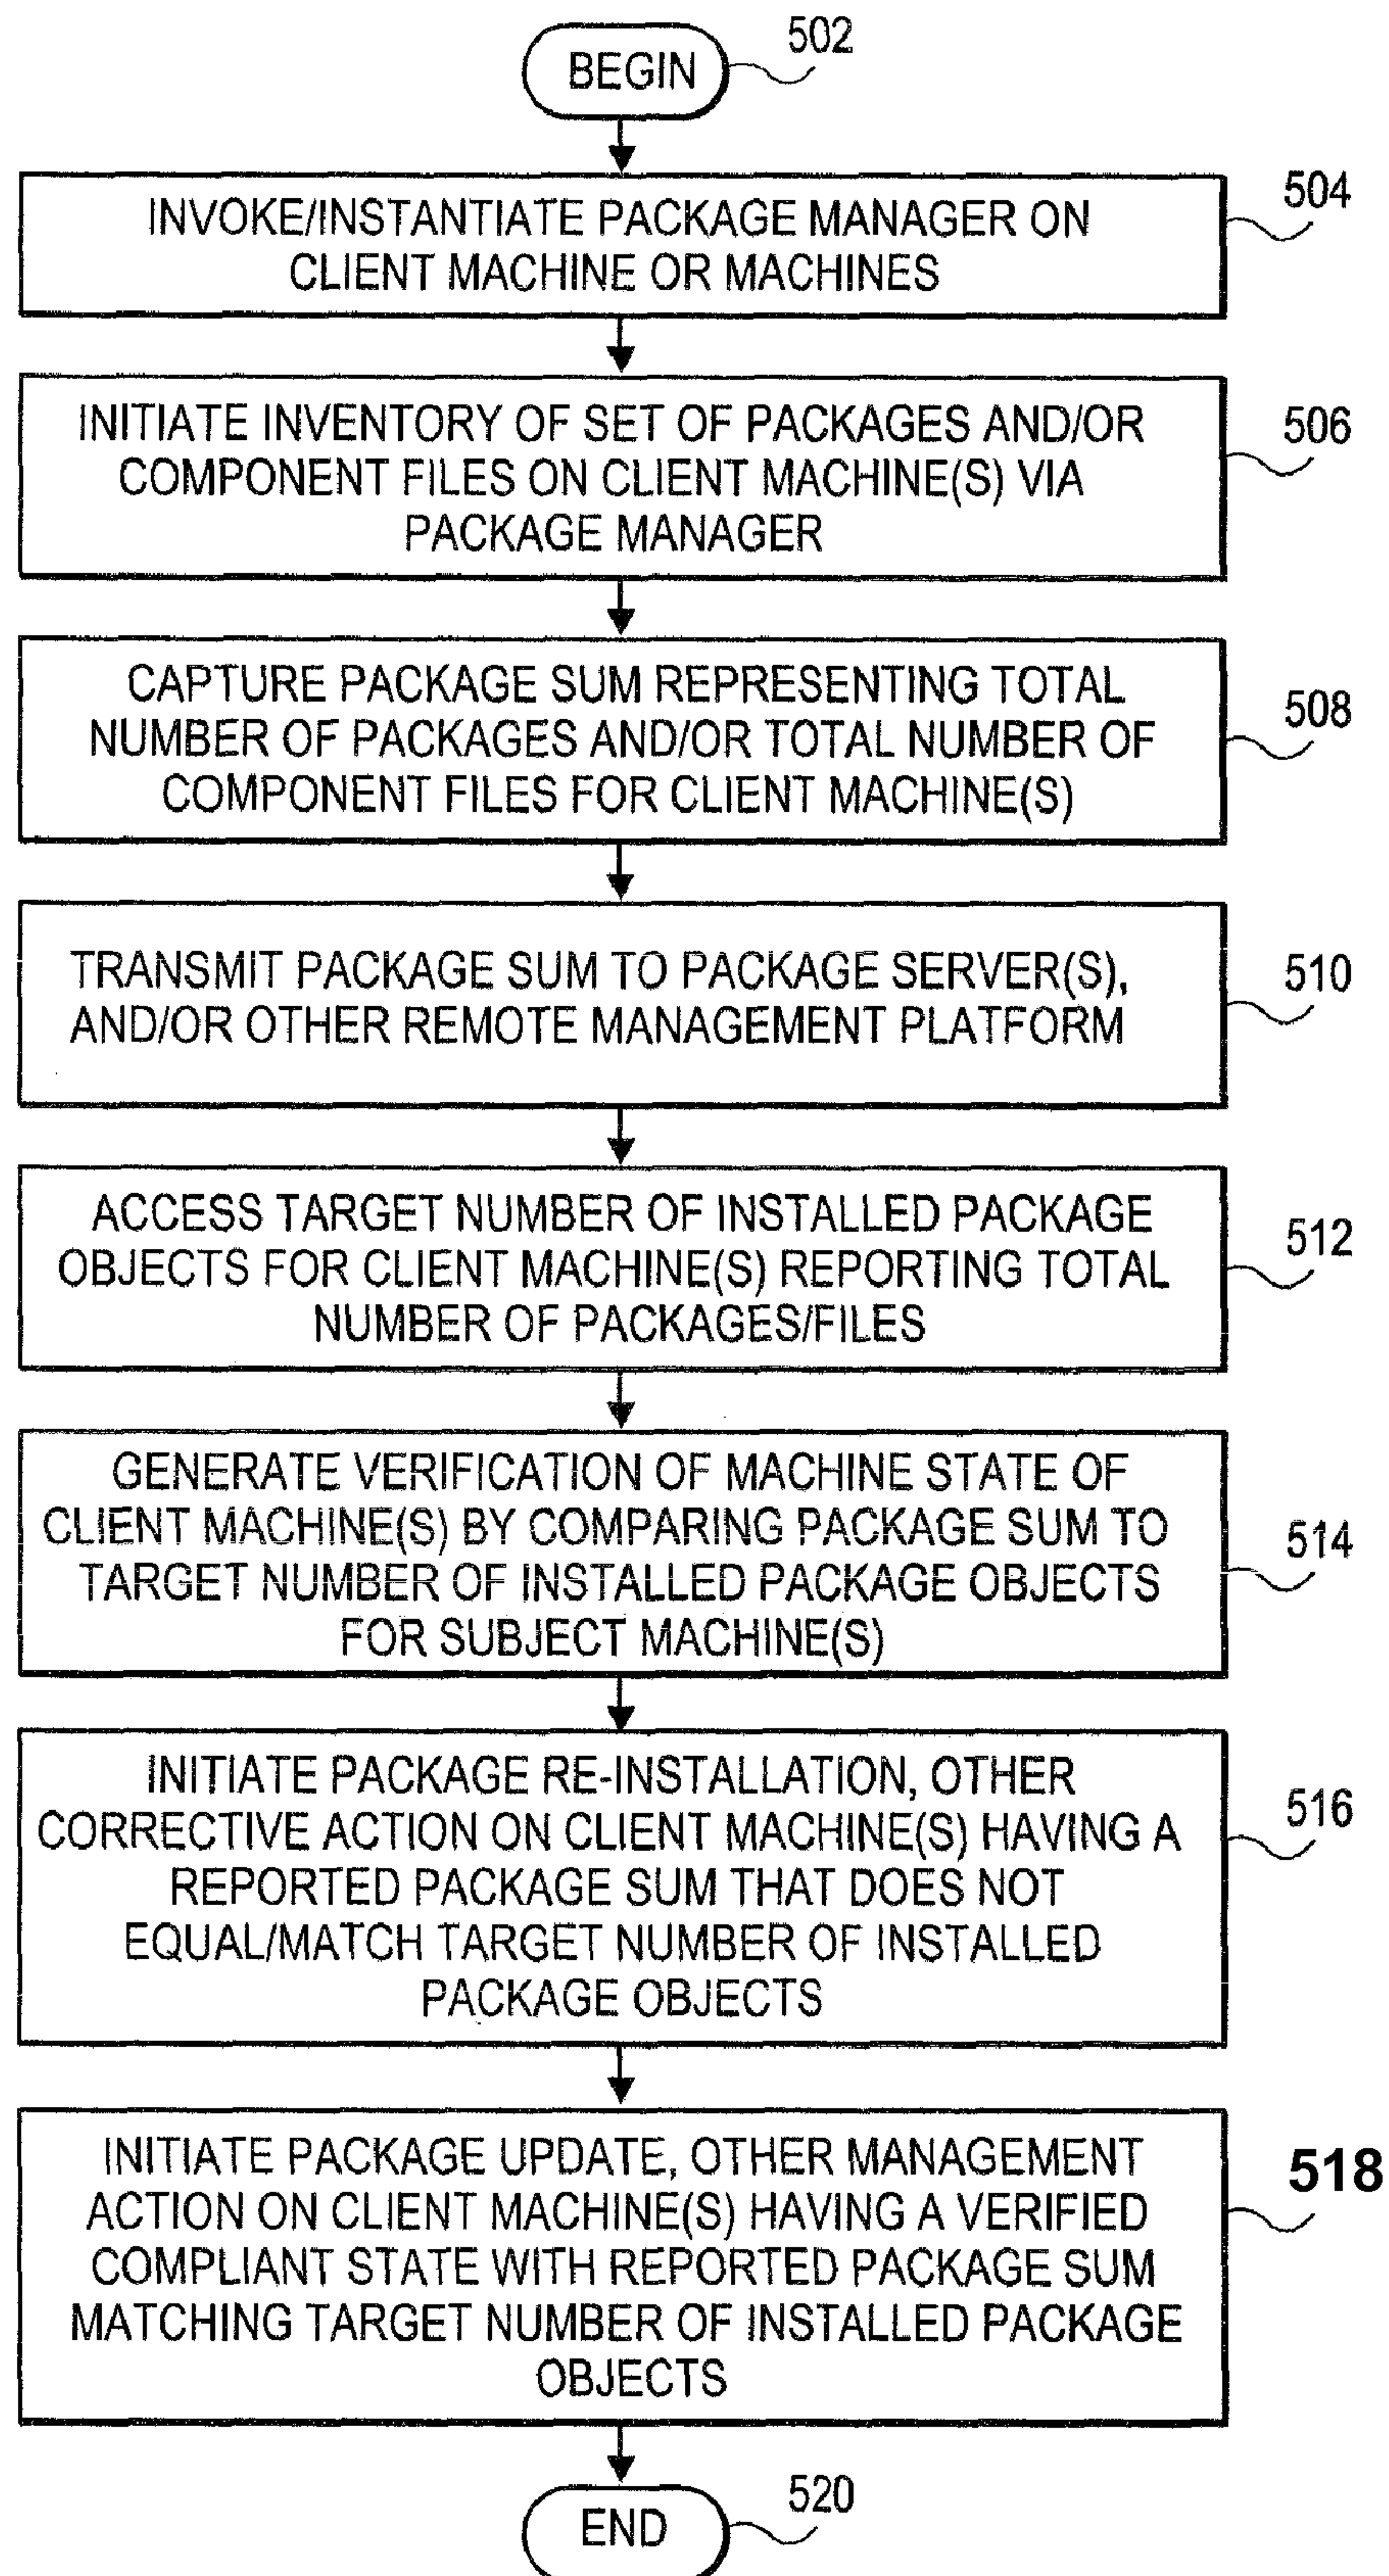 BEGIN
502
INVOKE/INSTANTIATE PACKAGE MANAGER ON
CLIENT MACHINE OR MACHINES
504
INITIATE INVENTORY OF SET OF PACKAGES AND/OR
COMPONENT FILES ON CLIENT MACHINE(S) VIA
PACKAGE MANAGER
506
CAPTURE PACKAGE SUM REPRESENTING TOTAL
NUMBER OF PACKAGES AND/OR TOTAL NUMBER OF
COMPONENT FILES FOR CLIENT MACHINE(S)
508
TRANSMIT PACKAGE SUM TO PACKAGE SERVER(S),
AND/OR OTHER REMOTE MANAGEMENT PLATFORM
510
ACCESS TARGET NUMBER OF INSTALLED PACKAGE
OBJECTS FOR CLIENT MACHINE(S) REPORTING TOTAL
NUMBER OF PACKAGES/FILES
512
GENERATE VERIFICATION OF MACHINE STATE OF
CLIENT MACHINE(S) BY COMPARING PACKAGE SUM TO
TARGET NUMBER OF INSTALLED PACKAGE OBJECTS
FOR SUBJECT MACHINE(S)
514
INITIATE PACKAGE RE-INSTALLATION, OTHER
CORRECTIVE ACTION ON CLIENT MACHINE(S) HAVING A
REPORTED PACKAGE SUM THAT DOES NOT
EQUAL/MATCH TARGET NUMBER OF INSTALLED
PACKAGE OBJECTS
516
INITIATE PACKAGE UPDATE, OTHER MANAGEMENT
ACTION ON CLIENT MACHINE(S) HAVING A VERIFIED
COMPLIANT STATE WITH REPORTED PACKAGE SUM
MATCHING TARGET NUMBER OF INSTALLED PACKAGE
OBJECTS
518
END
520